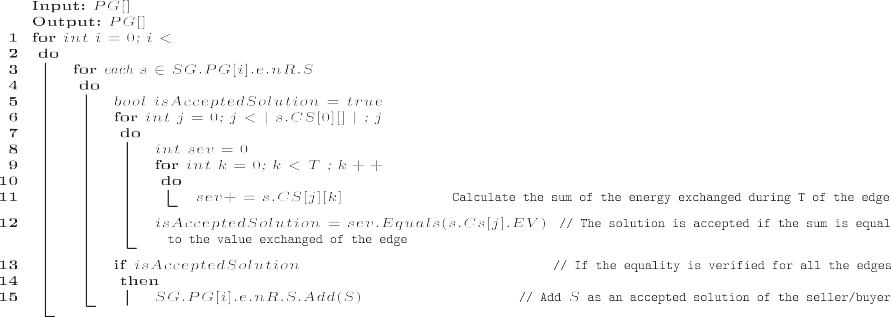 Input: PG[]
Output: PG[]
1 for int i = 0; i <
2 do
3 for each s ∈ SG.PG[i].e.nR.S
4 do
5 bool isAcceptedSolution = true
6 for int j = 0; j < | s.CS[0][] | ; j
7 do
8 int sev = 0
9 for int k = 0; k < T ; k + +
10 do
11 sev+ = s.CS[j][k] Calculate the sum of the energy exchanged during T of the edge
12 isAcceptedSolution = sev.Equals(s.Cs[j].EV) // The solution is accepted if the sum is equal
to the value exchanged of the edge
13 if isAcceptedSolution // If the equality is verified for all the edges
14 then
15 SG.PG[i].e.nR.S.Add(S) // Add S as an accepted solution of the seller/buyer